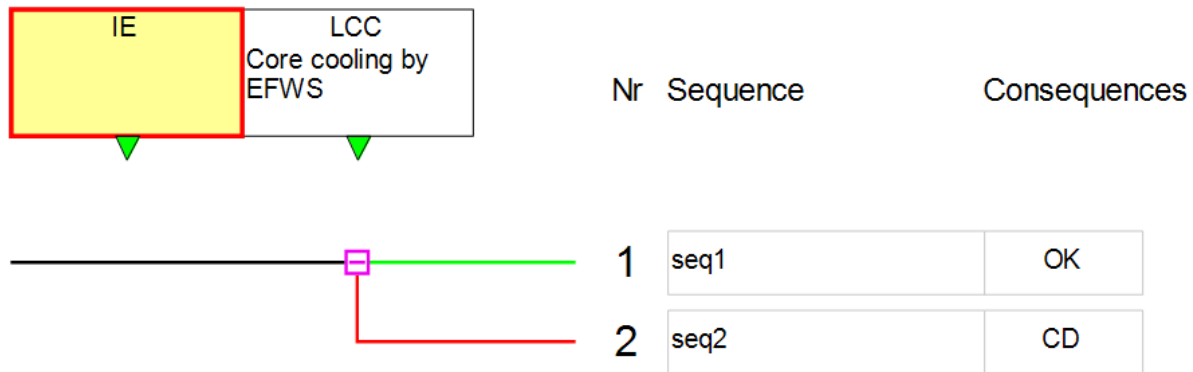 IE
LCC
Core cooling by
EFWS
Nr Sequence Consequences
1 seq1 OK
2 seq2 CD